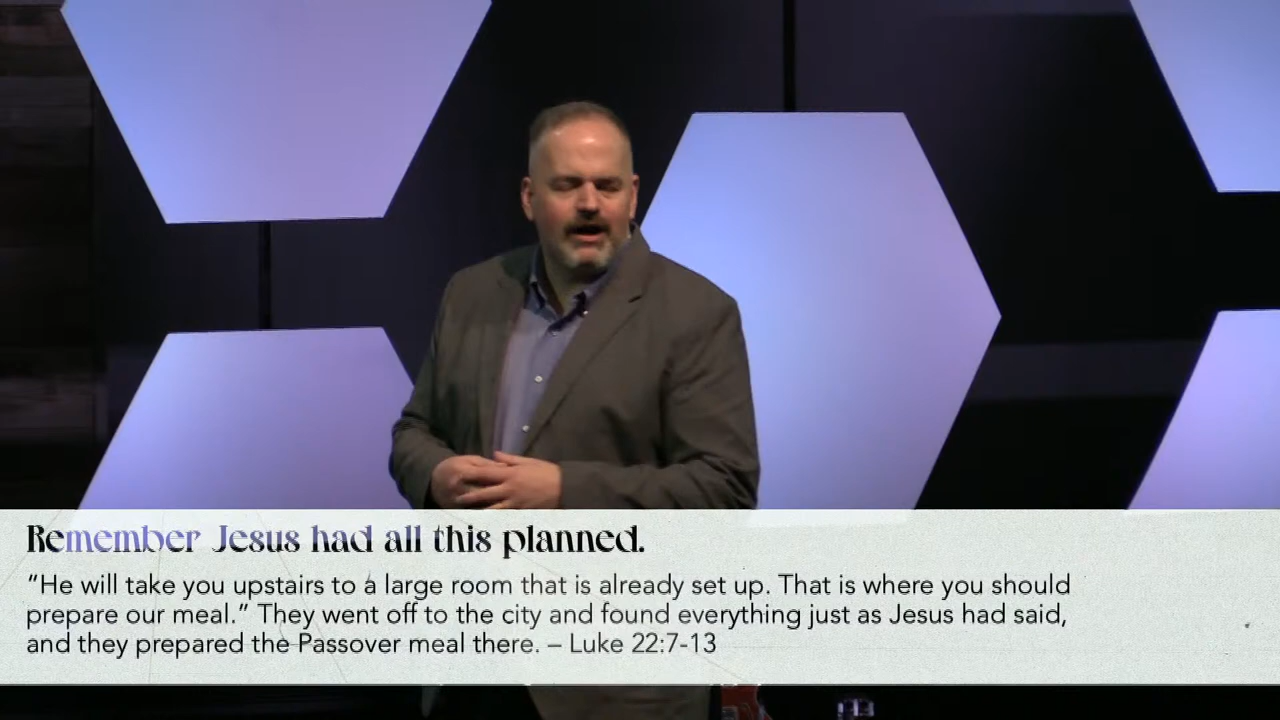 Remember Jesus had all this planned.
“He will take you upstairs to a large room that is already set up. That is where you should
prepare our meal.” They went off to the city and found everything just as Jesus had said,
and they prepared the Passover meal there. – Luke 22:7-13